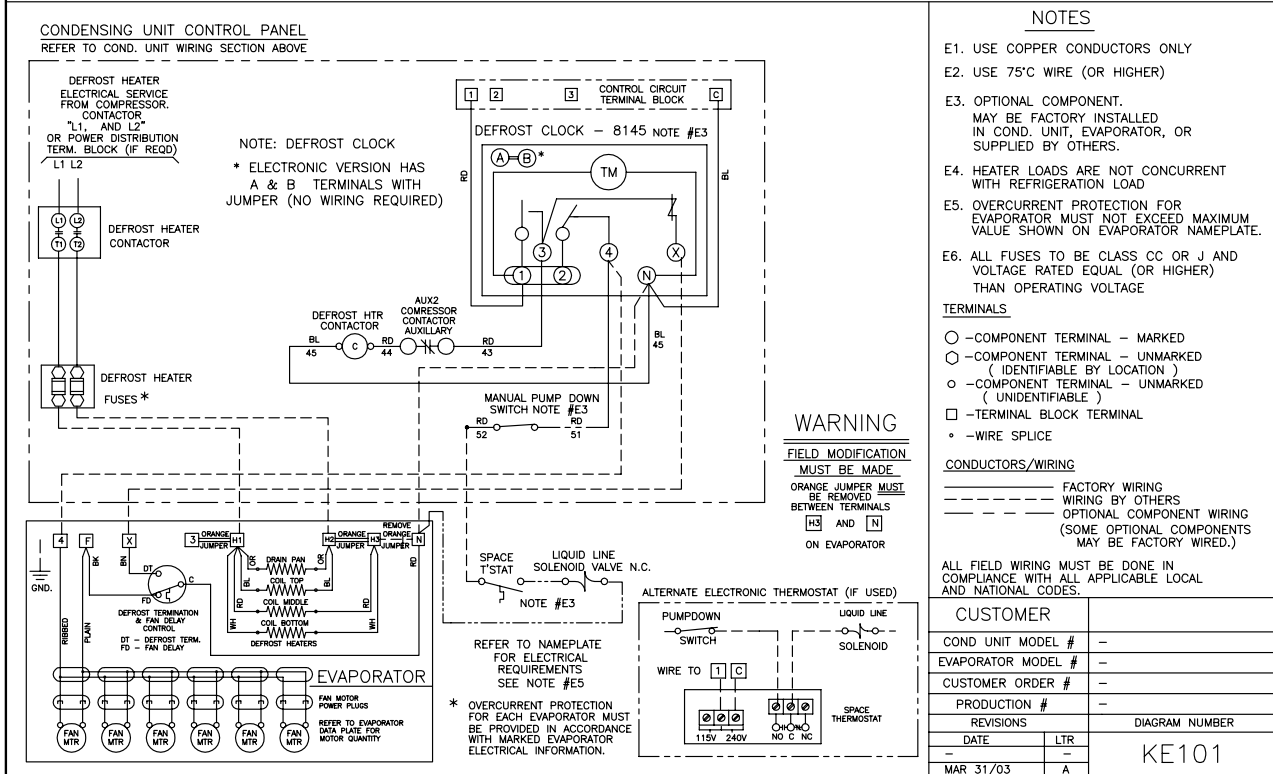 CONDENSING UNIT CONTROL PANEL
REFER TO COND. UNIT WIRING SECTION ABOVE
DEFROST HEATER
ELECTRICAL SERVICE
FROM COMPRESSOR.
CONTACTOR
"L1, AND L2"
OR POWER DISTRIBUTION
TERM. BLOCK (IF REQD)
L1 L2
NOTE: DEFROST CLOCK
* ELECTRONIC VERSION HAS
A & B TERMINALS WITH
JUMPER (NO WIRING REQUIRED)
1 2 3 CONTROL CIRCUIT
TERMINAL BLOCK
C
DEFROST CLOCK - 8145 NOTE #E3
A B *
TM
RD
BL
3 4 X
1 2 N
L1 L2
T1 T2
DEFROST HEATER
CONTACTOR
DEFROST HTR
CONTACTOR
AUX2
COMRESSOR
CONTACTOR
AUXILLARY
BL
45
C
RD
44
RD
43
BL
45
DEFROST HEATER
FUSES *
MANUAL PUMP DOWN
SWITCH NOTE #E3
RD
52
RD
51
WARNING
FIELD MODIFICATION
MUST BE MADE
ORANGE JUMPER MUST
BE REMOVED
BETWEEN TERMINALS
H3 AND N
ON EVAPORATOR
4 F X 3 ORANGE JUMPER H1 H2 ORANGE JUMPER H3 REMOVE ORANGE JUMPER N
GND.
BK
BN
DT
C
FD
DEFROST TERMINATION
& FAN DELAY
CONTROL
DT - DEFROST TERM.
FD - FAN DELAY
RIBBED
PLAIN
OR
BL
RD
WH
DRAIN PAN
COIL TOP
COIL MIDDLE
COIL BOTTOM
DEFROST HEATERS
OR
BL
RD
WH
RD
EVAPORATOR
FAN MOTOR
POWER PLUGS
REFER TO EVAPORATOR
DATA PLATE FOR
MOTOR QUANTITY
FAN MTR
FAN MTR
FAN MTR
FAN MTR
FAN MTR
FAN MTR
SPACE
T'STAT
LIQUID LINE
SOLENOID VALVE N.C.
NOTE #E3
REFER TO NAMEPLATE
FOR ELECTRICAL
REQUIREMENTS
SEE NOTE #E5
* OVERCURRENT PROTECTION
FOR EACH EVAPORATOR MUST
BE PROVIDED IN ACCORDANCE
WITH MARKED EVAPORATOR
ELECTRICAL INFORMATION.
ALTERNATE ELECTRONIC THERMOSTAT (IF USED)
PUMPDOWN
SWITCH
LIQUID LINE
SOLENOID
WIRE TO 1 C
115V 240V
NO C NC
SPACE
THERMOSTAT
NOTES
E1. USE COPPER CONDUCTORS ONLY
E2. USE 75°C WIRE (OR HIGHER)
E3. OPTIONAL COMPONENT.
MAY BE FACTORY INSTALLED
IN COND. UNIT, EVAPORATOR, OR
SUPPLIED BY OTHERS.
E4. HEATER LOADS ARE NOT CONCURRENT
WITH REFRIGERATION LOAD
E5. OVERCURRENT PROTECTION FOR
EVAPORATOR MUST NOT EXCEED MAXIMUM
VALUE SHOWN ON EVAPORATOR NAMEPLATE.
E6. ALL FUSES TO BE CLASS CC OR J AND
VOLTAGE RATED EQUAL (OR HIGHER)
THAN OPERATING VOLTAGE
TERMINALS
-COMPONENT TERMINAL - MARKED
-COMPONENT TERMINAL - UNMARKED
( IDENTIFIABLE BY LOCATION )
-COMPONENT TERMINAL - UNMARKED
( UNIDENTIFIABLE )
-TERMINAL BLOCK TERMINAL
-WIRE SPLICE
CONDUCTORS/WIRING
FACTORY WIRING
WIRING BY OTHERS
OPTIONAL COMPONENT WIRING
(SOME OPTIONAL COMPONENTS
MAY BE FACTORY WIRED.)
ALL FIELD WIRING MUST BE DONE IN
COMPLIANCE WITH ALL APPLICABLE LOCAL
AND NATIONAL CODES.
CUSTOMER
COND UNIT MODEL # -
EVAPORATOR MODEL # -
CUSTOMER ORDER # -
PRODUCTION # -
REVISIONS DIAGRAM NUMBER
DATE LTR
- -
MAR 31/03 A
KE101